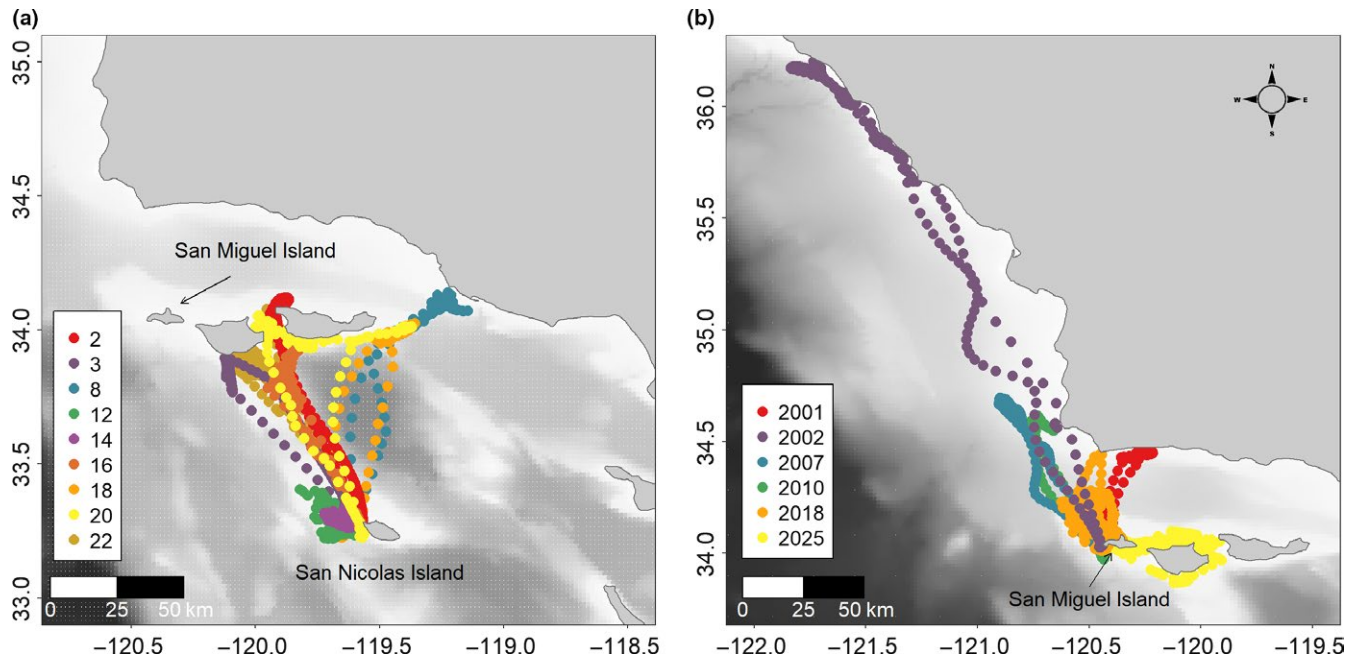 (a)
35.0
34.5
34.0
33.5
33.0
San Miguel Island
2
3
8
12
14
16
18
20
22
San Nicolas Island
0 25 50 km
−120.5 −120.0 −119.5 −119.0 −118.5
(b)
36.0
35.5
35.0
34.5
34.0
N
W E
S
2001
2002
2007
2010
2018
2025
San Miguel Island
0 25 50 km
−122.0 −121.5 −121.0 −120.5 −120.0 −119.5